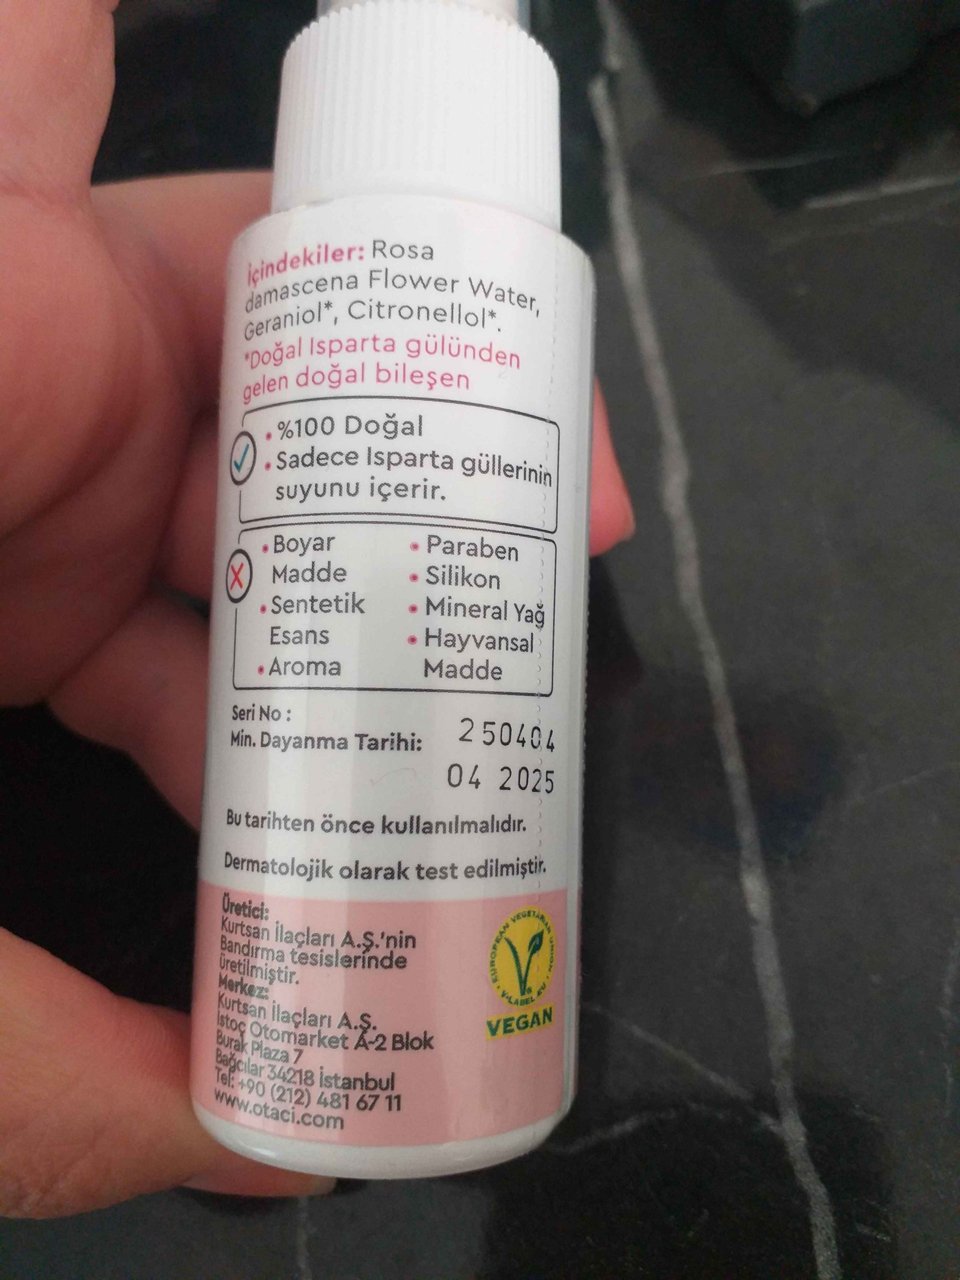 İçindekiler: Rosa
damascena Flower Water,
Geraniol*, Citronellol*.
*Doğal Isparta gülünden
gelen doğal bileşen
• %100 Doğal
• Sadece Isparta güllerinin
suyunu içerir.
• Boyar
Madde
• Sentetik
Esans
• Aroma
• Paraben
• Silikon
• Mineral Yağ
• Hayvansal
Madde
Seri No : 250404
Min. Dayanma Tarihi: 04 2025
Bu tarihten önce kullanılmalıdır.
Dermatolojik olarak test edilmiştir.
Üretici:
Kurtsan İlaçları A.Ş.'nin
Bandırma tesislerinde
üretilmiştir.
Merkez:
Kurtsan İlaçları A.Ş.
İstoç Otomarket A-2 Blok
Burak Plaza 7
Bağcılar 34218 İstanbul
Tel: +90 (212) 481 67 11
www.otaci.com
EUROPEAN VEGETARIAN UNION
V-LABEL.EU
VEGAN